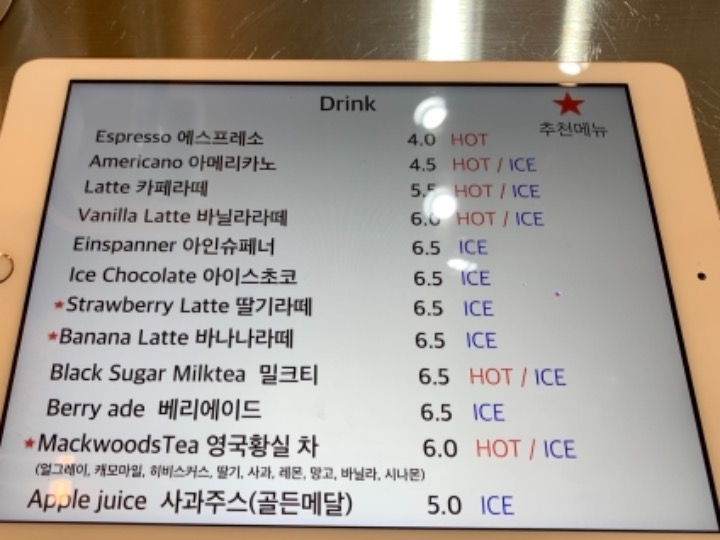 Drink
★
추천메뉴
Espresso 에스프레소 4.0 HOT
Americano 아메리카노 4.5 HOT / ICE
Latte 카페라떼 5.5 HOT / ICE
Vanilla Latte 바닐라라떼 6.0 HOT / ICE
Einspanner 아인슈페너 6.5 ICE
Ice Chocolate 아이스초코 6.5 ICE
★Strawberry Latte 딸기라떼 6.5 ICE
★Banana Latte 바나나라떼 6.5 ICE
Black Sugar Milktea 밀크티 6.5 HOT / ICE
Berry ade 베리에이드 6.5 ICE
★MackwoodsTea 영국황실 차 6.0 HOT / ICE
(얼그레이, 캐모마일, 히비스커스, 딸기, 사과, 레몬, 망고, 바닐라, 시나몬)
Apple juice 사과주스(골든메달) 5.0 ICE